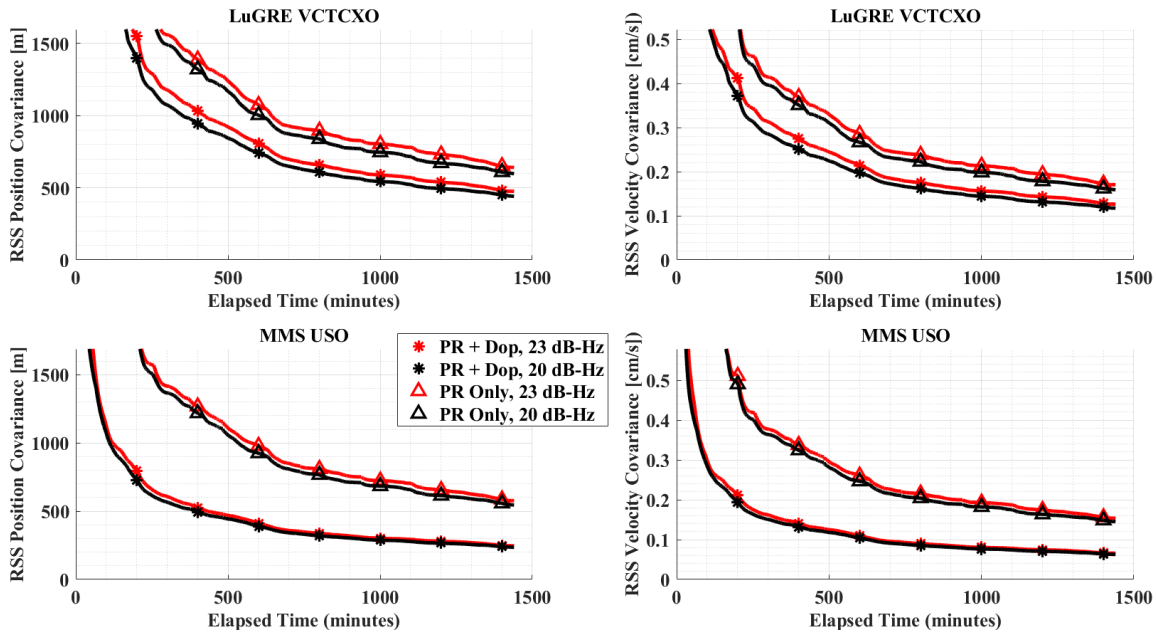 LuGRE VCTCXO
RSS Position Covariance [m]
1500
1000
500
0
0 500 1000 1500
Elapsed Time (minutes)
LuGRE VCTCXO
RSS Velocity Covariance [cm/s])
0.5
0.4
0.3
0.2
0.1
0
0 500 1000 1500
Elapsed Time (minutes)
MMS USO
RSS Position Covariance [m]
1500
1000
500
0
0 500 1000 1500
Elapsed Time (minutes)
PR + Dop, 23 dB-Hz
PR + Dop, 20 dB-Hz
PR Only, 23 dB-Hz
PR Only, 20 dB-Hz
MMS USO
RSS Velocity Covariance [cm/s])
0.5
0.4
0.3
0.2
0.1
0
0 500 1000 1500
Elapsed Time (minutes)